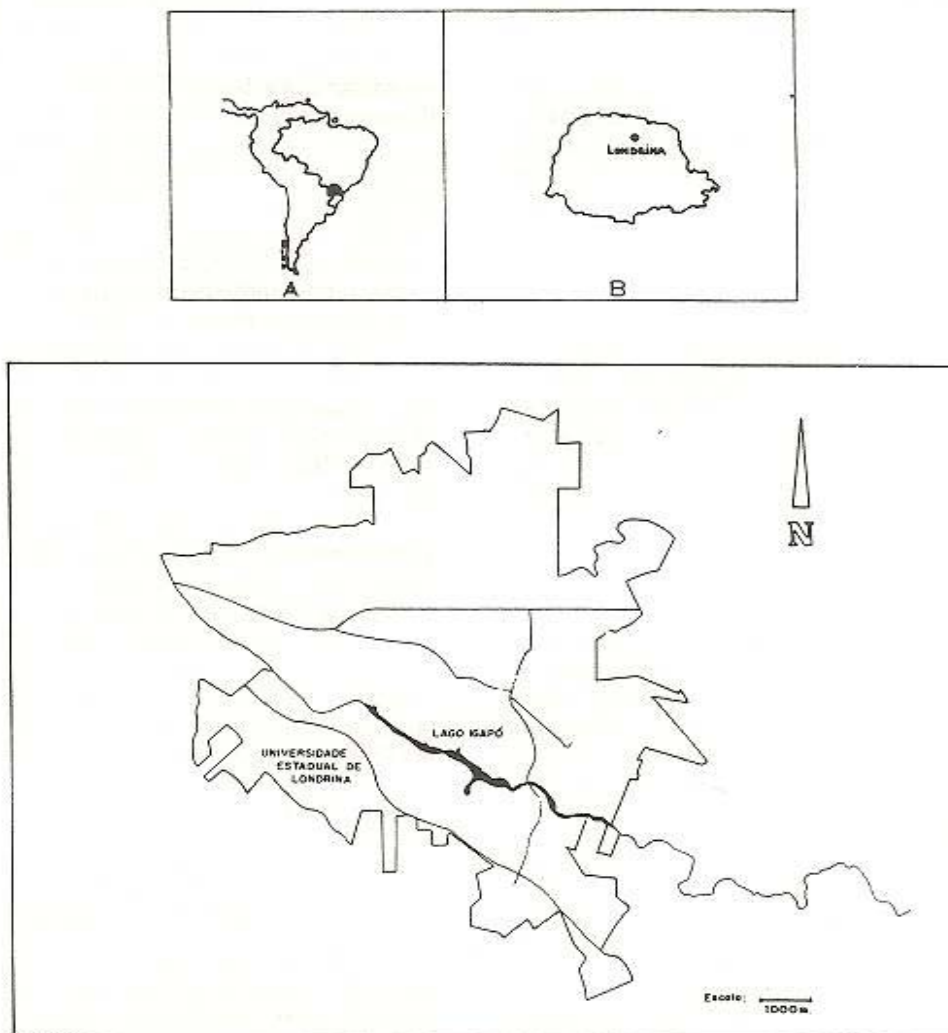 LONDRINA
A
B
N
LAGO IGAPÓ
UNIVERSIDADE
ESTADUAL DE
LONDRINA
Escala:
1000m.